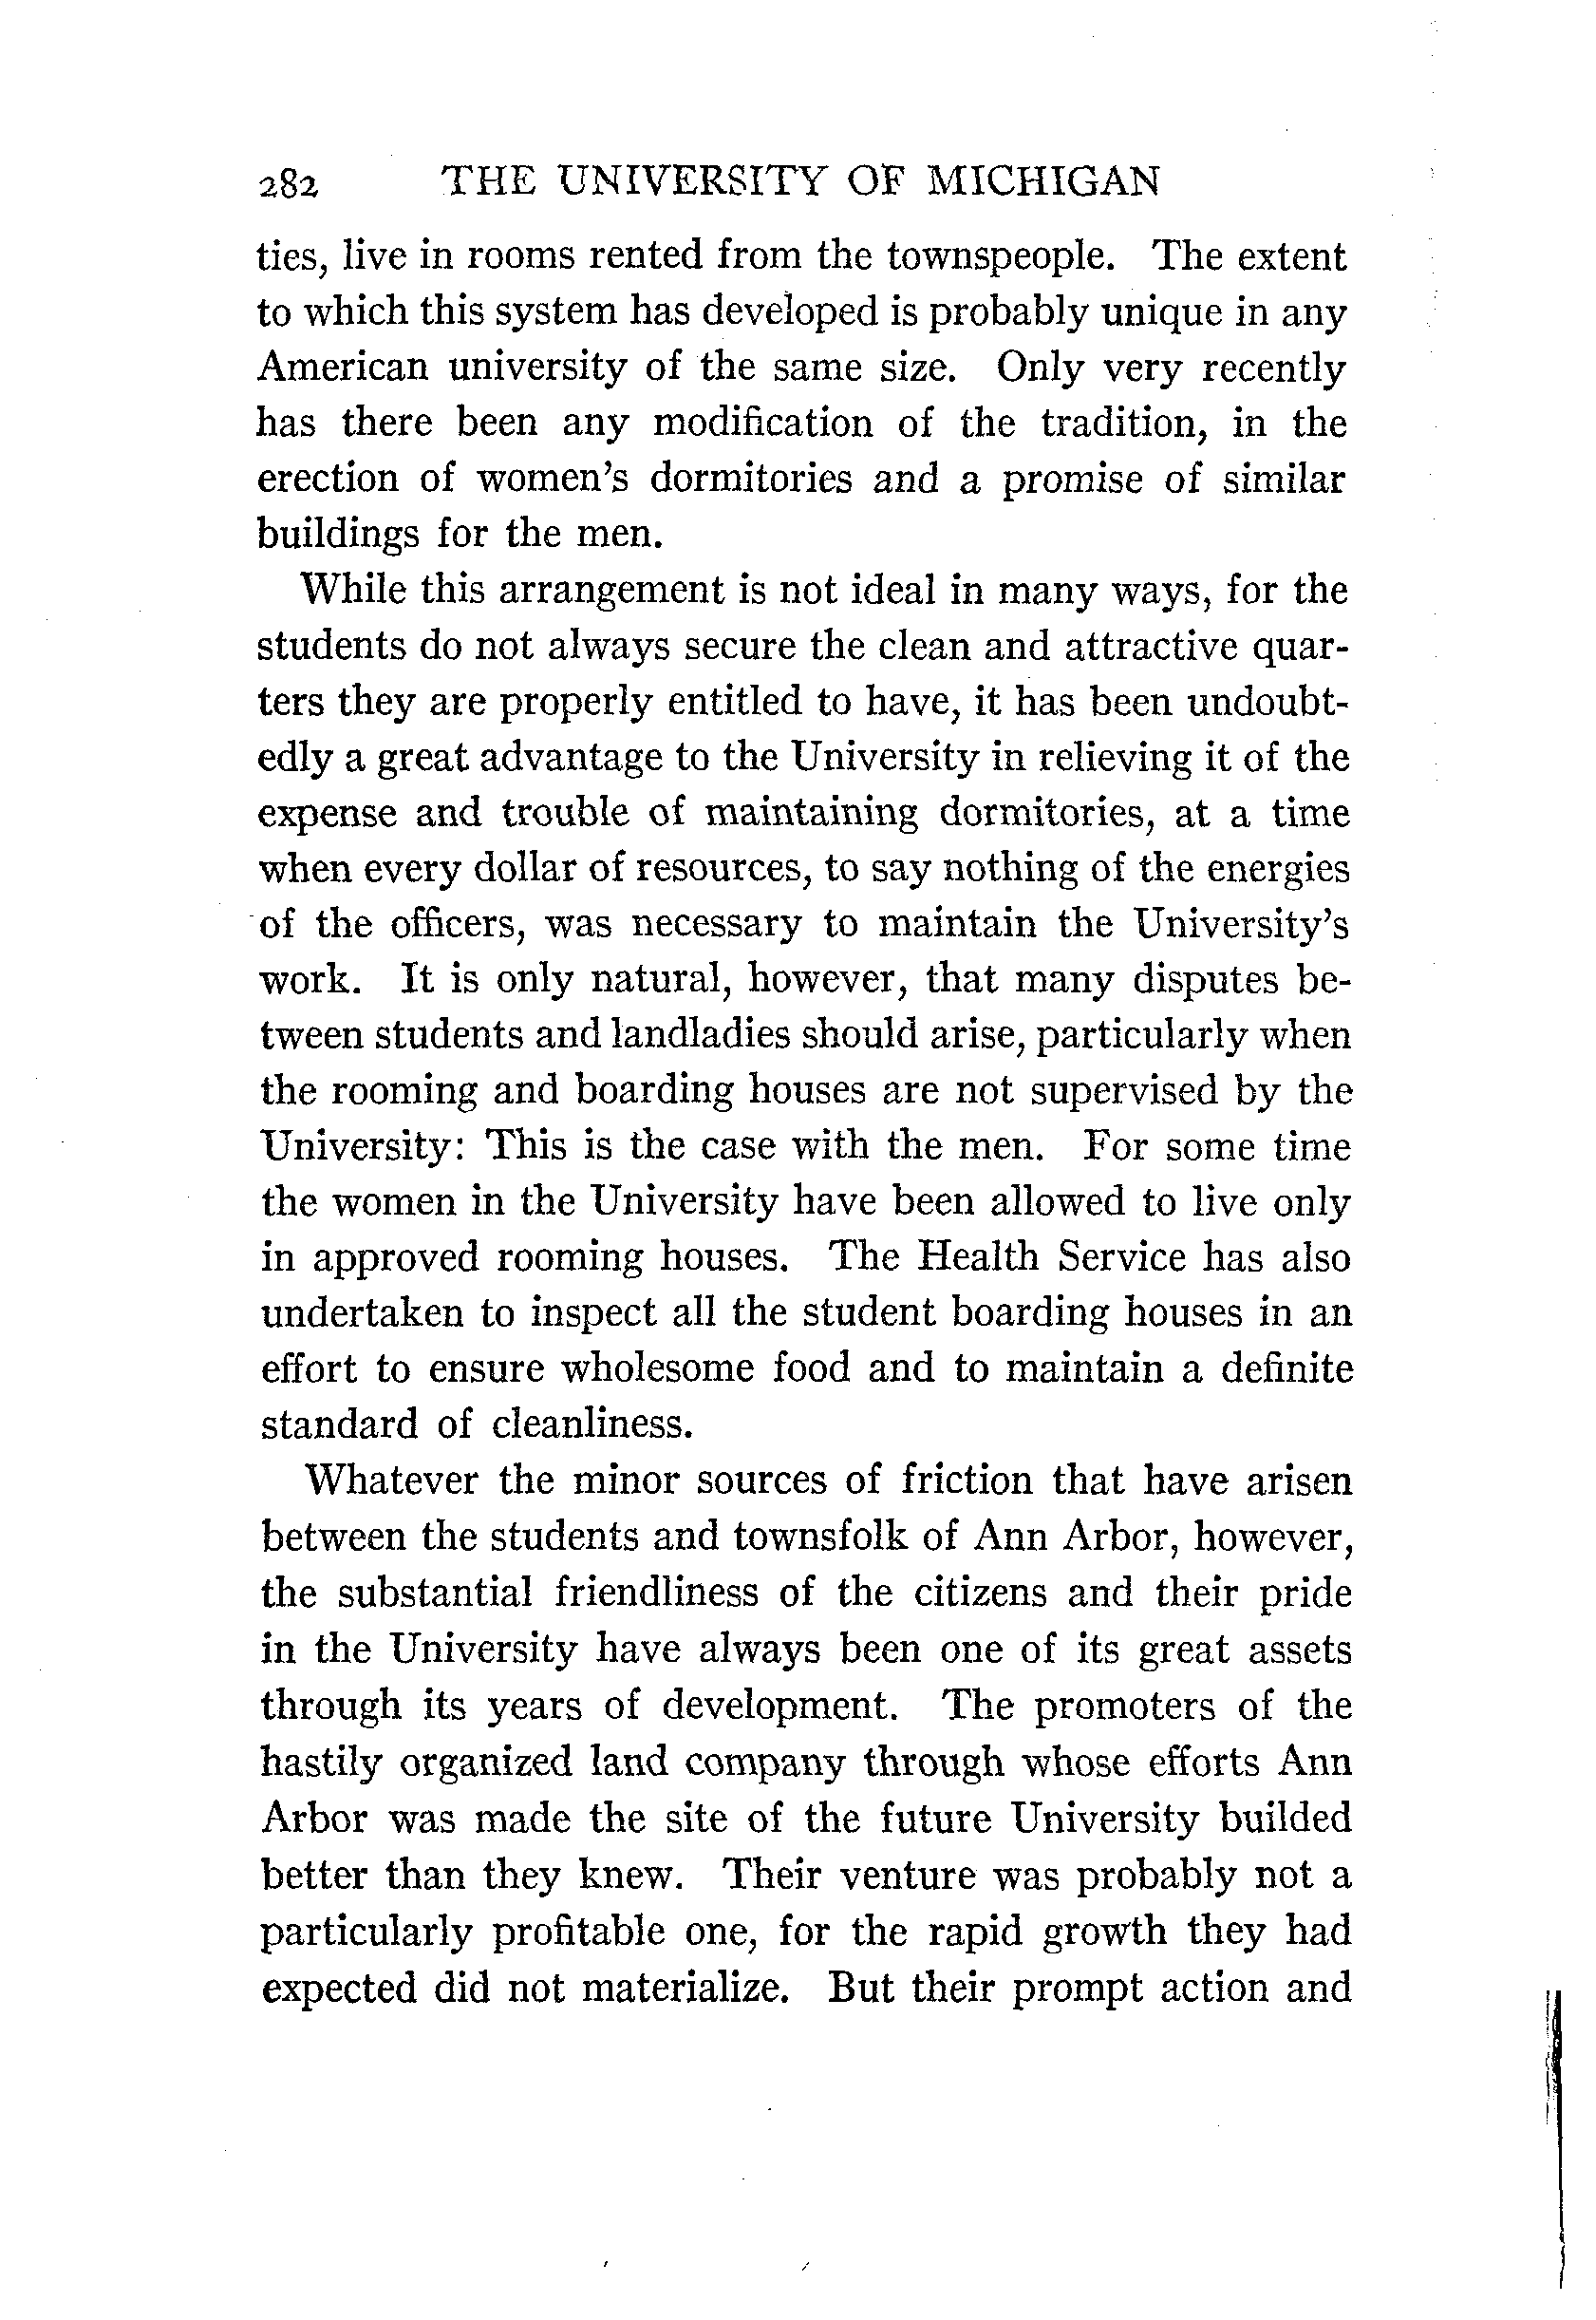 282 THE UNIVERSITY OF MICHIGAN
ties, live in rooms rented from the townspeople. The extent
to which this system has developed is probably unique in any
American university of the same size. Only very recently
has there been any modification of the tradition, in the
erection of women's dormitories and a promise of similar
buildings for the men.
While this arrangement is not ideal in many ways, for the
students do not always secure the clean and attractive quar-
ters they are properly entitled to have, it has been undoubt-
edly a great advantage to the University in relieving it of the
expense and trouble of maintaining dormitories, at a time
when every dollar of resources, to say nothing of the energies
of the officers, was necessary to maintain the University's
work. It is only natural, however, that many disputes be-
tween students and landladies should arise, particularly when
the rooming and boarding houses are not supervised by the
University: This is the case with the men. For some time
the women in the University have been allowed to live only
in approved rooming houses. The Health Service has also
undertaken to inspect all the student boarding houses in an
effort to ensure wholesome food and to maintain a definite
standard of cleanliness.
Whatever the minor sources of friction that have arisen
between the students and townsfolk of Ann Arbor, however,
the substantial friendliness of the citizens and their pride
in the University have always been one of its great assets
through its years of development. The promoters of the
hastily organized land company through whose efforts Ann
Arbor was made the site of the future University builded
better than they knew. Their venture was probably not a
particularly profitable one, for the rapid growth they had
expected did not materialize. But their prompt action and